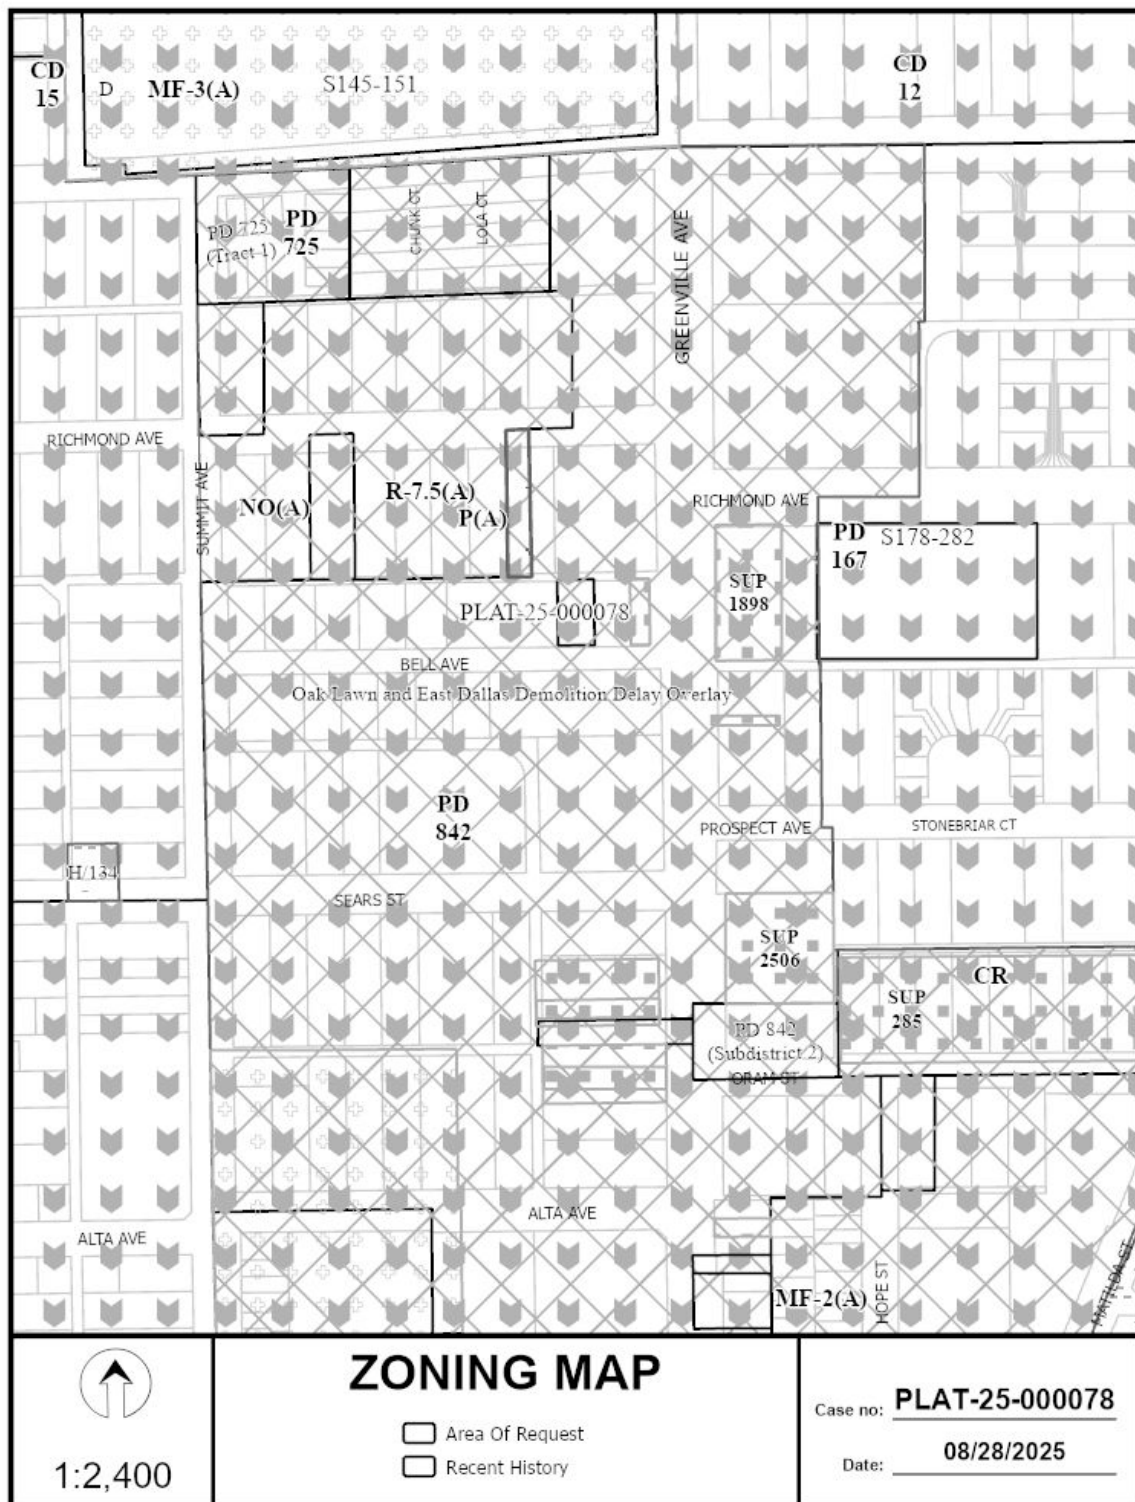 CD
15
D
MF-3(A)
S145-151
CD
12
PD 725
(Tract 1)
PD
725
CHUNK CT
LOLA CT
GREENVILLE AVE
RICHMOND AVE
SUMMIT AVE
NO(A)
R-7.5(A)
P(A)
RICHMOND AVE
PD
167
S178-282
SUP
1898
PLAT-25-000078
BELL AVE
Oak Lawn and East Dallas Demolition Delay Overlay
PD
842
PROSPECT AVE
STONEBRIAR CT
H/134
SEARS ST
SUP
2506
CR
SUP
285
PD 842
(Subdistrict 2)
ORAM ST
ALTA AVE
ALTA AVE
MF-2(A)
HOPE ST
MATILDA ST
1:2,400
ZONING MAP
Area Of Request
Recent History
Case no: PLAT-25-000078
Date: 08/28/2025